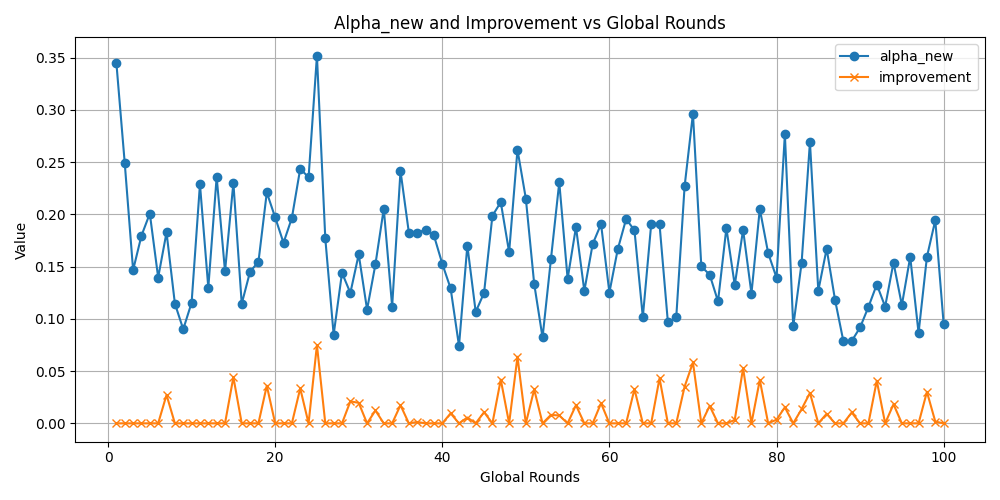 Alpha_new and Improvement vs Global Rounds
alpha_new
improvement
Value
0.35
0.30
0.25
0.20
0.15
0.10
0.05
0.00
0 20 40 60 80 100
Global Rounds